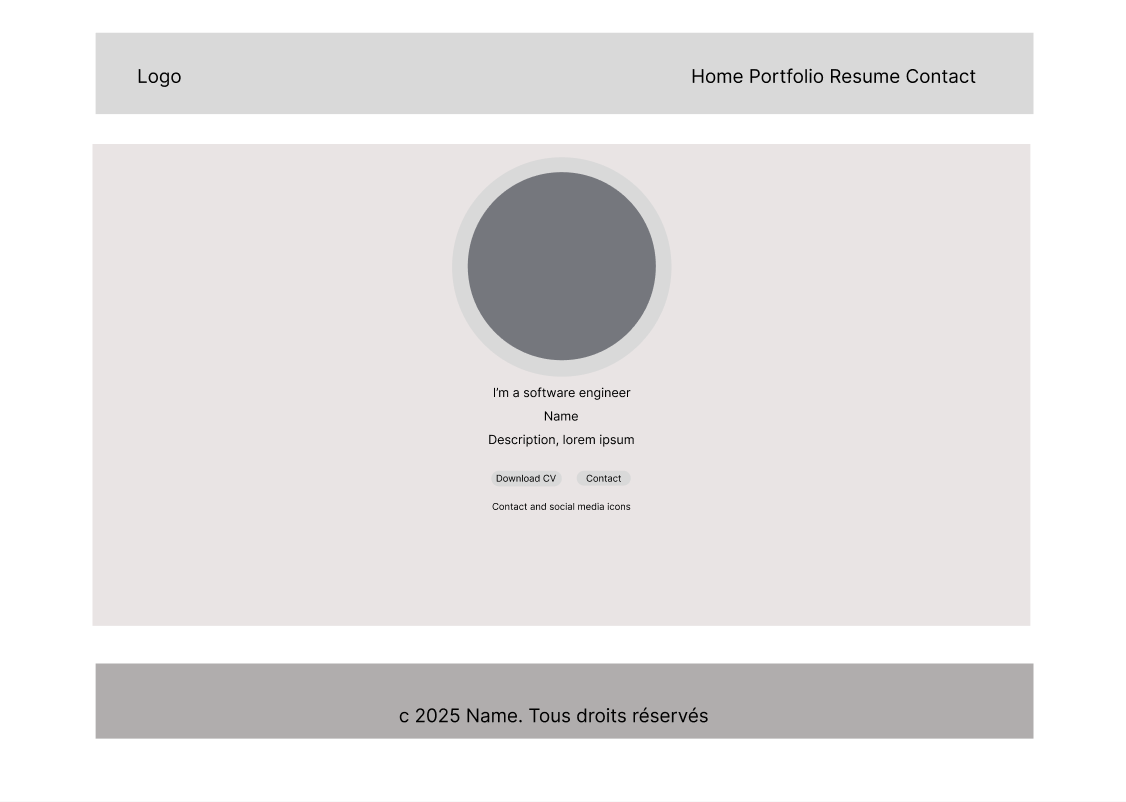 Logo
Home Portfolio Resume Contact
I'm a software engineer
Name
Description, lorem ipsum
Download CV
Contact
Contact and social media icons
c 2025 Name. Tous droits réservés